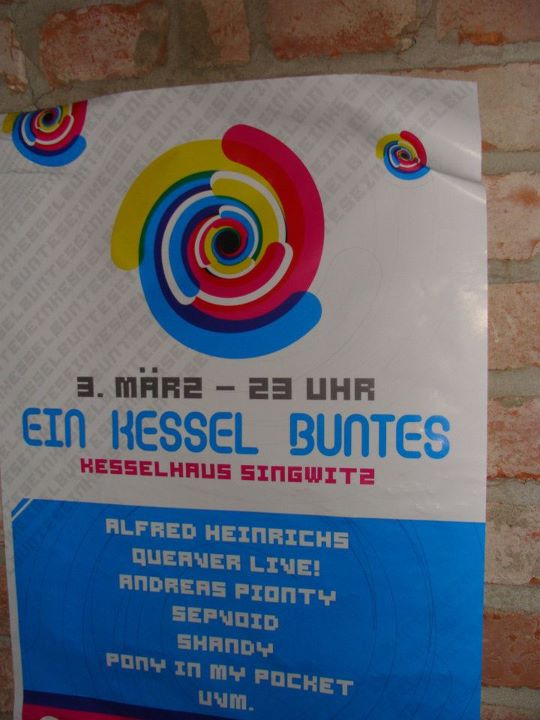 3. MÄRZ – 23 UHR
EIN KESSEL BUNTES
KESSELHAUS SINGWITZ
ALFRED HEINRICHS
QUERVER LIVE!
ANDREAS PIONTY
SEPVOID
SHANDY
PONY IN MY POCKET
UVM.